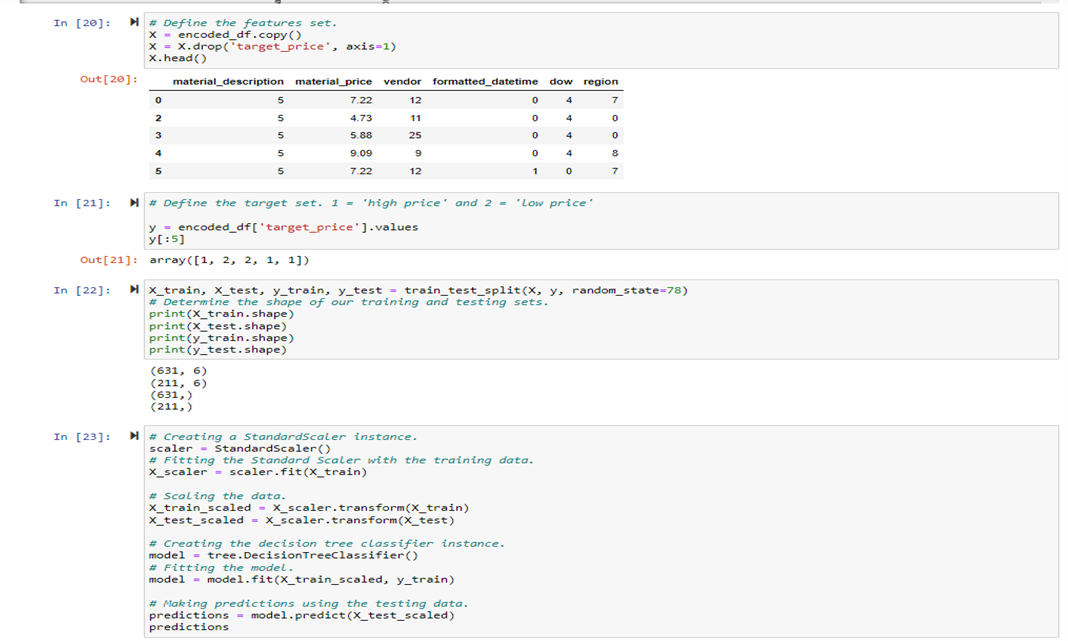 In [20]: # Define the features set.
X = encoded_df.copy()
X = X.drop('target_price', axis=1)
X.head()
Out[20]:
material_description material_price vendor formatted_datetime dow region
0 5 7.22 12 0 4 7
2 5 4.73 11 0 4 0
3 5 5.88 25 0 4 0
4 5 9.09 9 0 4 8
5 5 7.22 12 1 0 7
In [21]: # Define the target set. 1 = 'high price' and 2 = 'low price'
y = encoded_df['target_price'].values
y[:5]
Out[21]: array([1, 2, 2, 1, 1])
In [22]: X_train, X_test, y_train, y_test = train_test_split(X, y, random_state=78)
# Determine the shape of our training and testing sets.
print(X_train.shape)
print(X_test.shape)
print(y_train.shape)
print(y_test.shape)
(631, 6)
(211, 6)
(631,)
(211,)
In [23]: # Creating a StandardScaler instance.
scaler = StandardScaler()
# Fitting the Standard Scaler with the training data.
X_scaler = scaler.fit(X_train)
# Scaling the data.
X_train_scaled = X_scaler.transform(X_train)
X_test_scaled = X_scaler.transform(X_test)
# Creating the decision tree classifier instance.
model = tree.DecisionTreeClassifier()
# Fitting the model.
model = model.fit(X_train_scaled, y_train)
# Making predictions using the testing data.
predictions = model.predict(X_test_scaled)
predictions